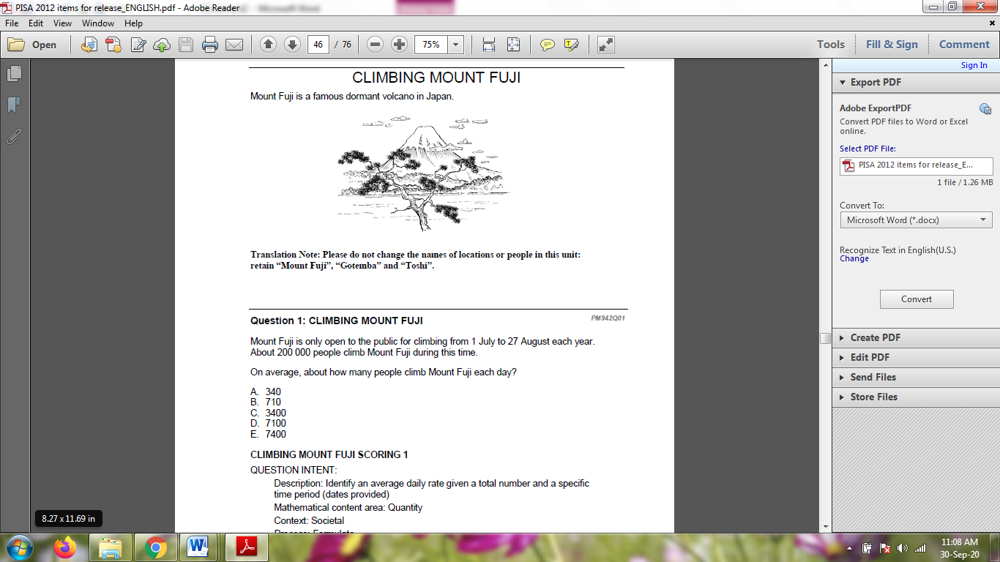 PISA 2012 items for release_ENGLISH.pdf - Adobe Reader
Microsoft Word
File Edit View Window Help
Open 46 / 76 75% Tools Fill & Sign Comment
Sign In
CLIMBING MOUNT FUJI
Mount Fuji is a famous dormant volcano in Japan.
Translation Note: Please do not change the names of locations or people in this unit:
retain “Mount Fuji”, “Gotemba” and “Toshi”.
Question 1: CLIMBING MOUNT FUJI PM942Q01
Mount Fuji is only open to the public for climbing from 1 July to 27 August each year.
About 200 000 people climb Mount Fuji during this time.
On average, about how many people climb Mount Fuji each day?
A. 340
B. 710
C. 3400
D. 7100
E. 7400
CLIMBING MOUNT FUJI SCORING 1
QUESTION INTENT:
Description: Identify an average daily rate given a total number and a specific
time period (dates provided)
Mathematical content area: Quantity
Context: Societal
Process: Formulate
8.27 x 11.69 in
Export PDF
Adobe ExportPDF
Convert PDF files to Word or Excel
online.
Select PDF File:
PISA 2012 items for release_E...
1 file / 1.26 MB
Convert To:
Microsoft Word (*.docx)
Recognize Text in English(U.S.)
Change
Convert
Create PDF
Edit PDF
Send Files
Store Files
11:08 AM
30-Sep-20